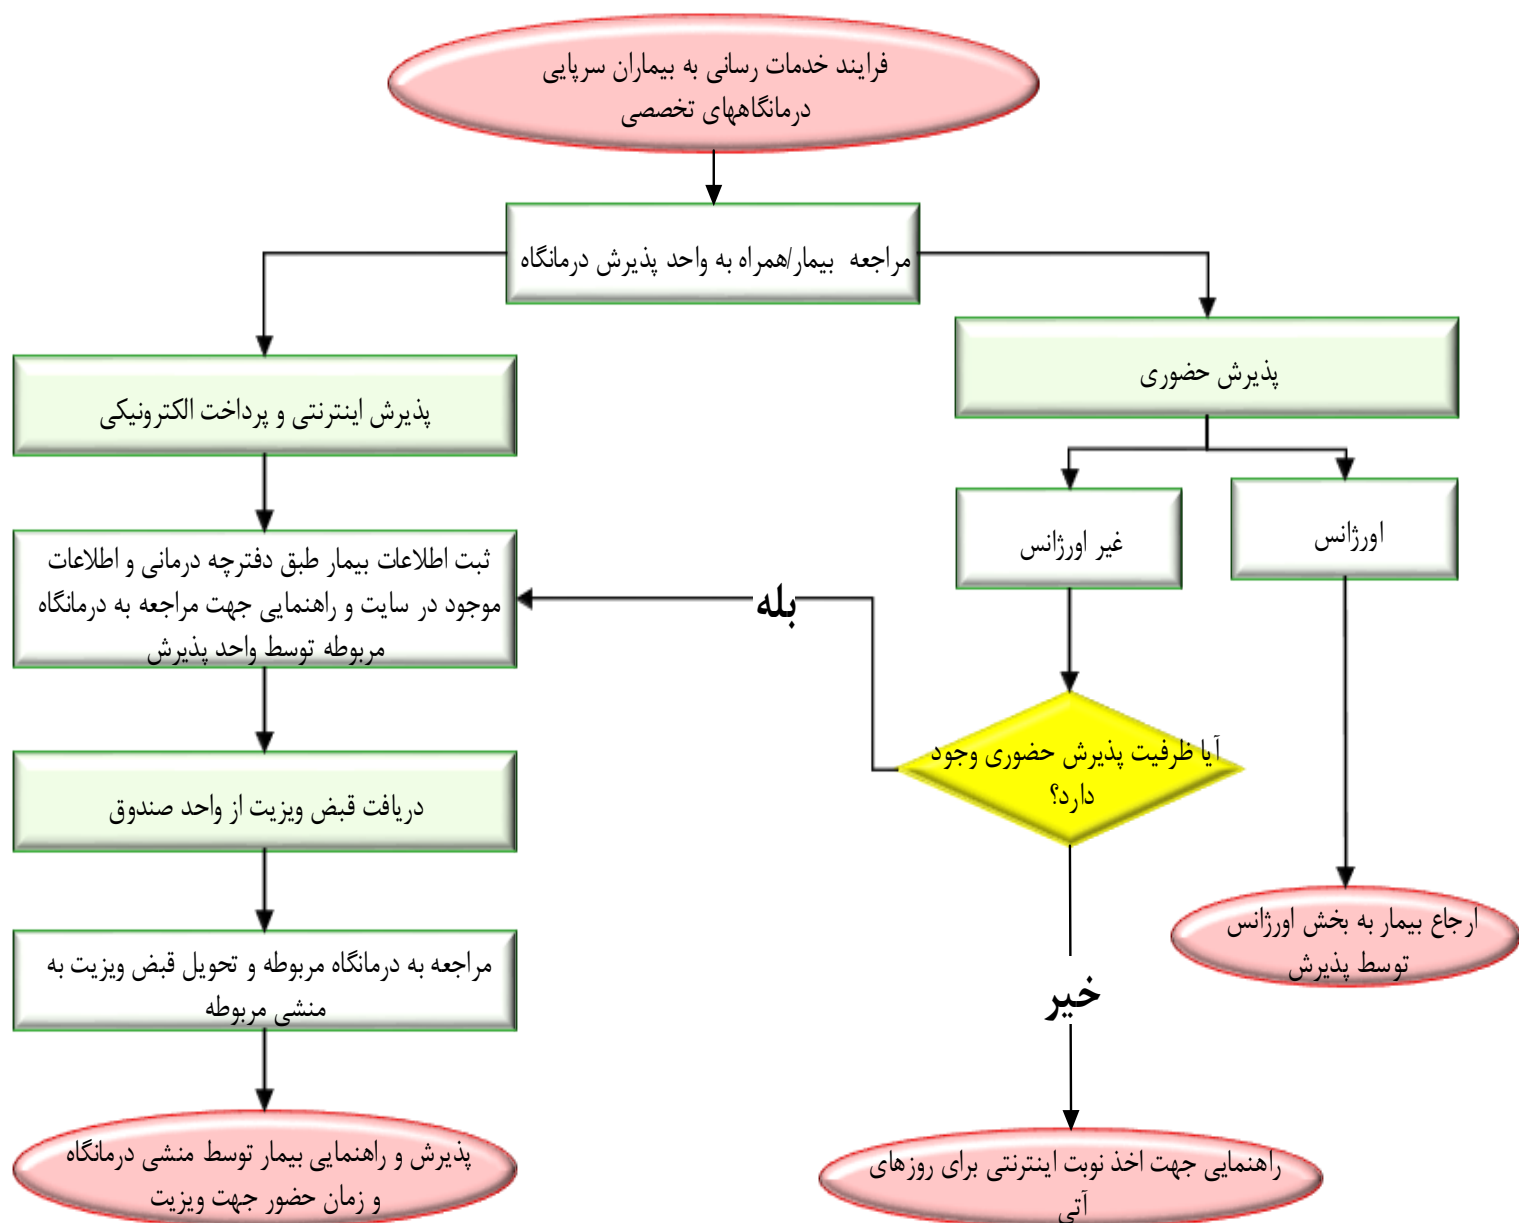 فرایند خدمات رسانی به بیماران سرپایی
درمانگاههای تخصصی
مراجعه بیمار/همراه به واحد پذیرش درمانگاه
پذیرش حضوری
پذیرش اینترنتی و پرداخت الکترونیکی
اورژانس
غیر اورژانس
ثبت اطلاعات بیمار طبق دفترچه درمانی و اطلاعات
موجود در سایت و راهنمایی جهت مراجعه به درمانگاه
مربوطه توسط واحد پذیرش
بله
آیا ظرفیت پذیرش حضوری وجود
دارد؟
دریافت قبض ویزیت از واحد صندوق
ارجاع بیمار به بخش اورژانس
توسط پذیرش
مراجعه به درمانگاه مربوطه و تحویل قبض ویزیت به
منشی مربوطه
خیر
راهنمایی جهت اخذ نوبت اینترنتی برای روزهای
آتی
پذیرش و راهنمایی بیمار توسط منشی درمانگاه
و زمان حضور جهت ویزیت